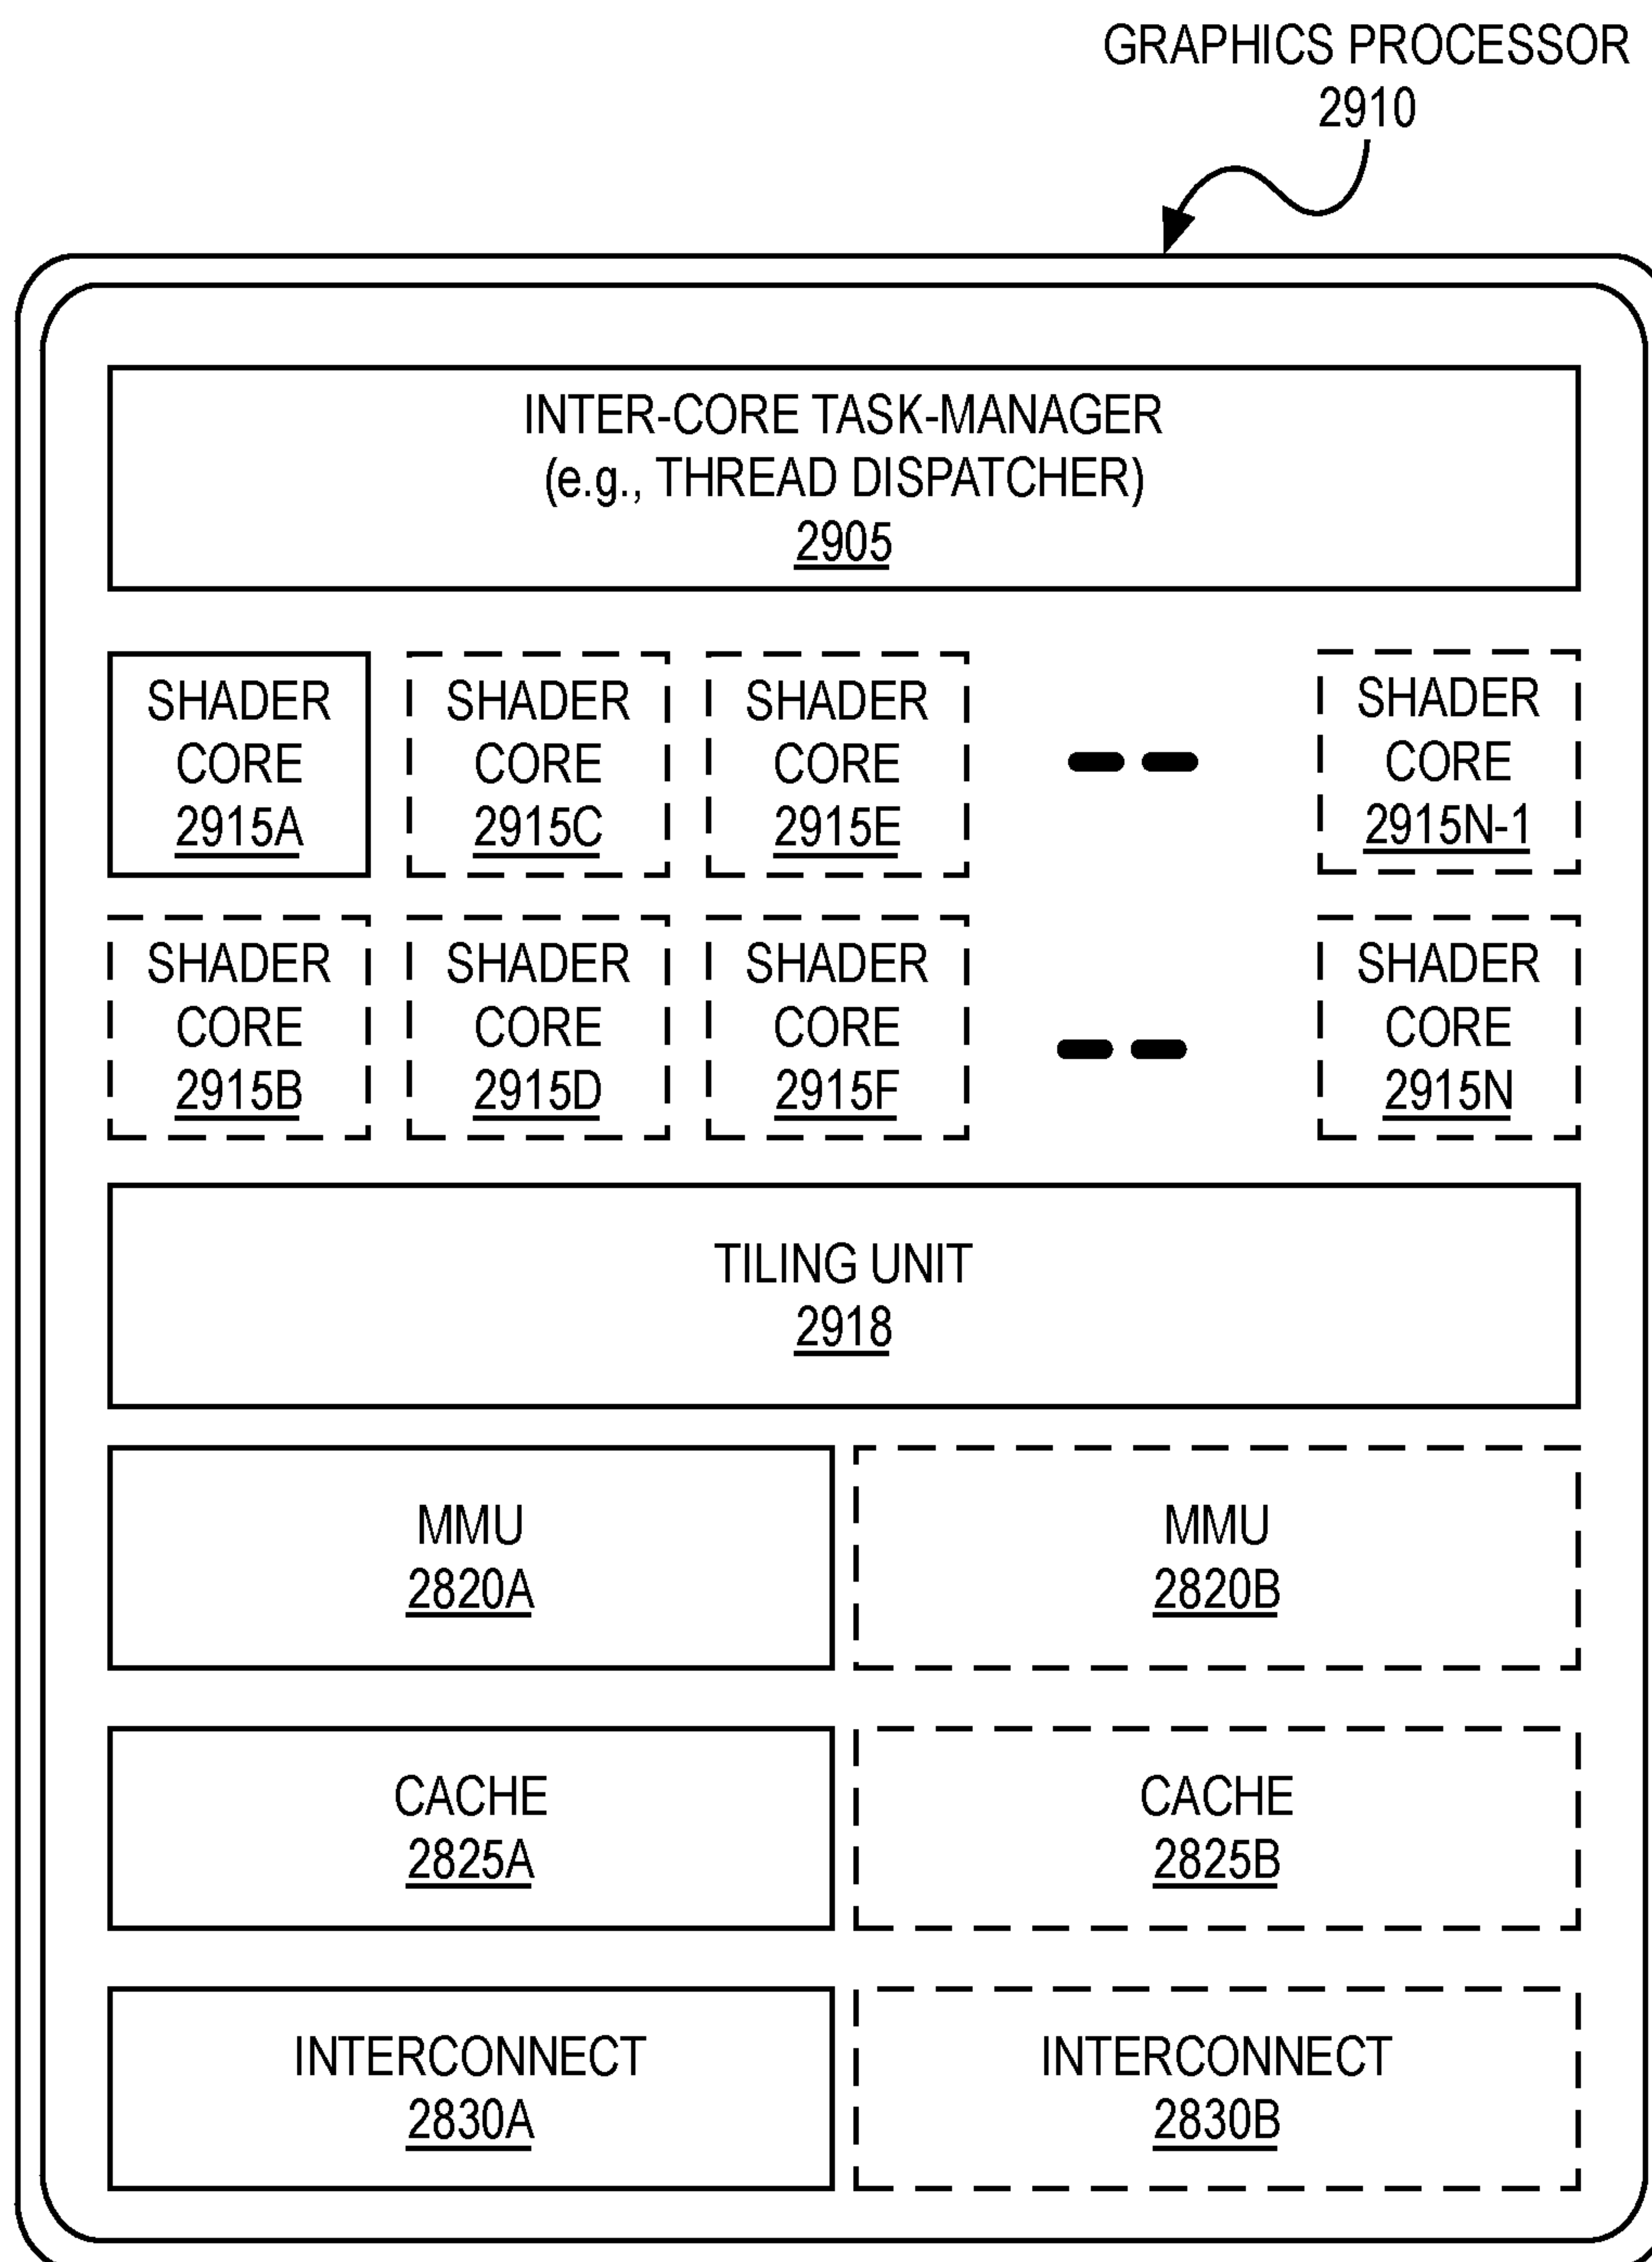 GRAPHICS PROCESSOR
2910
INTER-CORE TASK-MANAGER
(e.g., THREAD DISPATCHER)
2905
SHADER
CORE
2915A
SHADER
CORE
2915C
SHADER
CORE
2915E
SHADER
CORE
2915N-1
SHADER
CORE
2915B
SHADER
CORE
2915D
SHADER
CORE
2915F
SHADER
CORE
2915N
TILING UNIT
2918
MMU
2820A
MMU
2820B
CACHE
2825A
CACHE
2825B
INTERCONNECT
2830A
INTERCONNECT
2830B